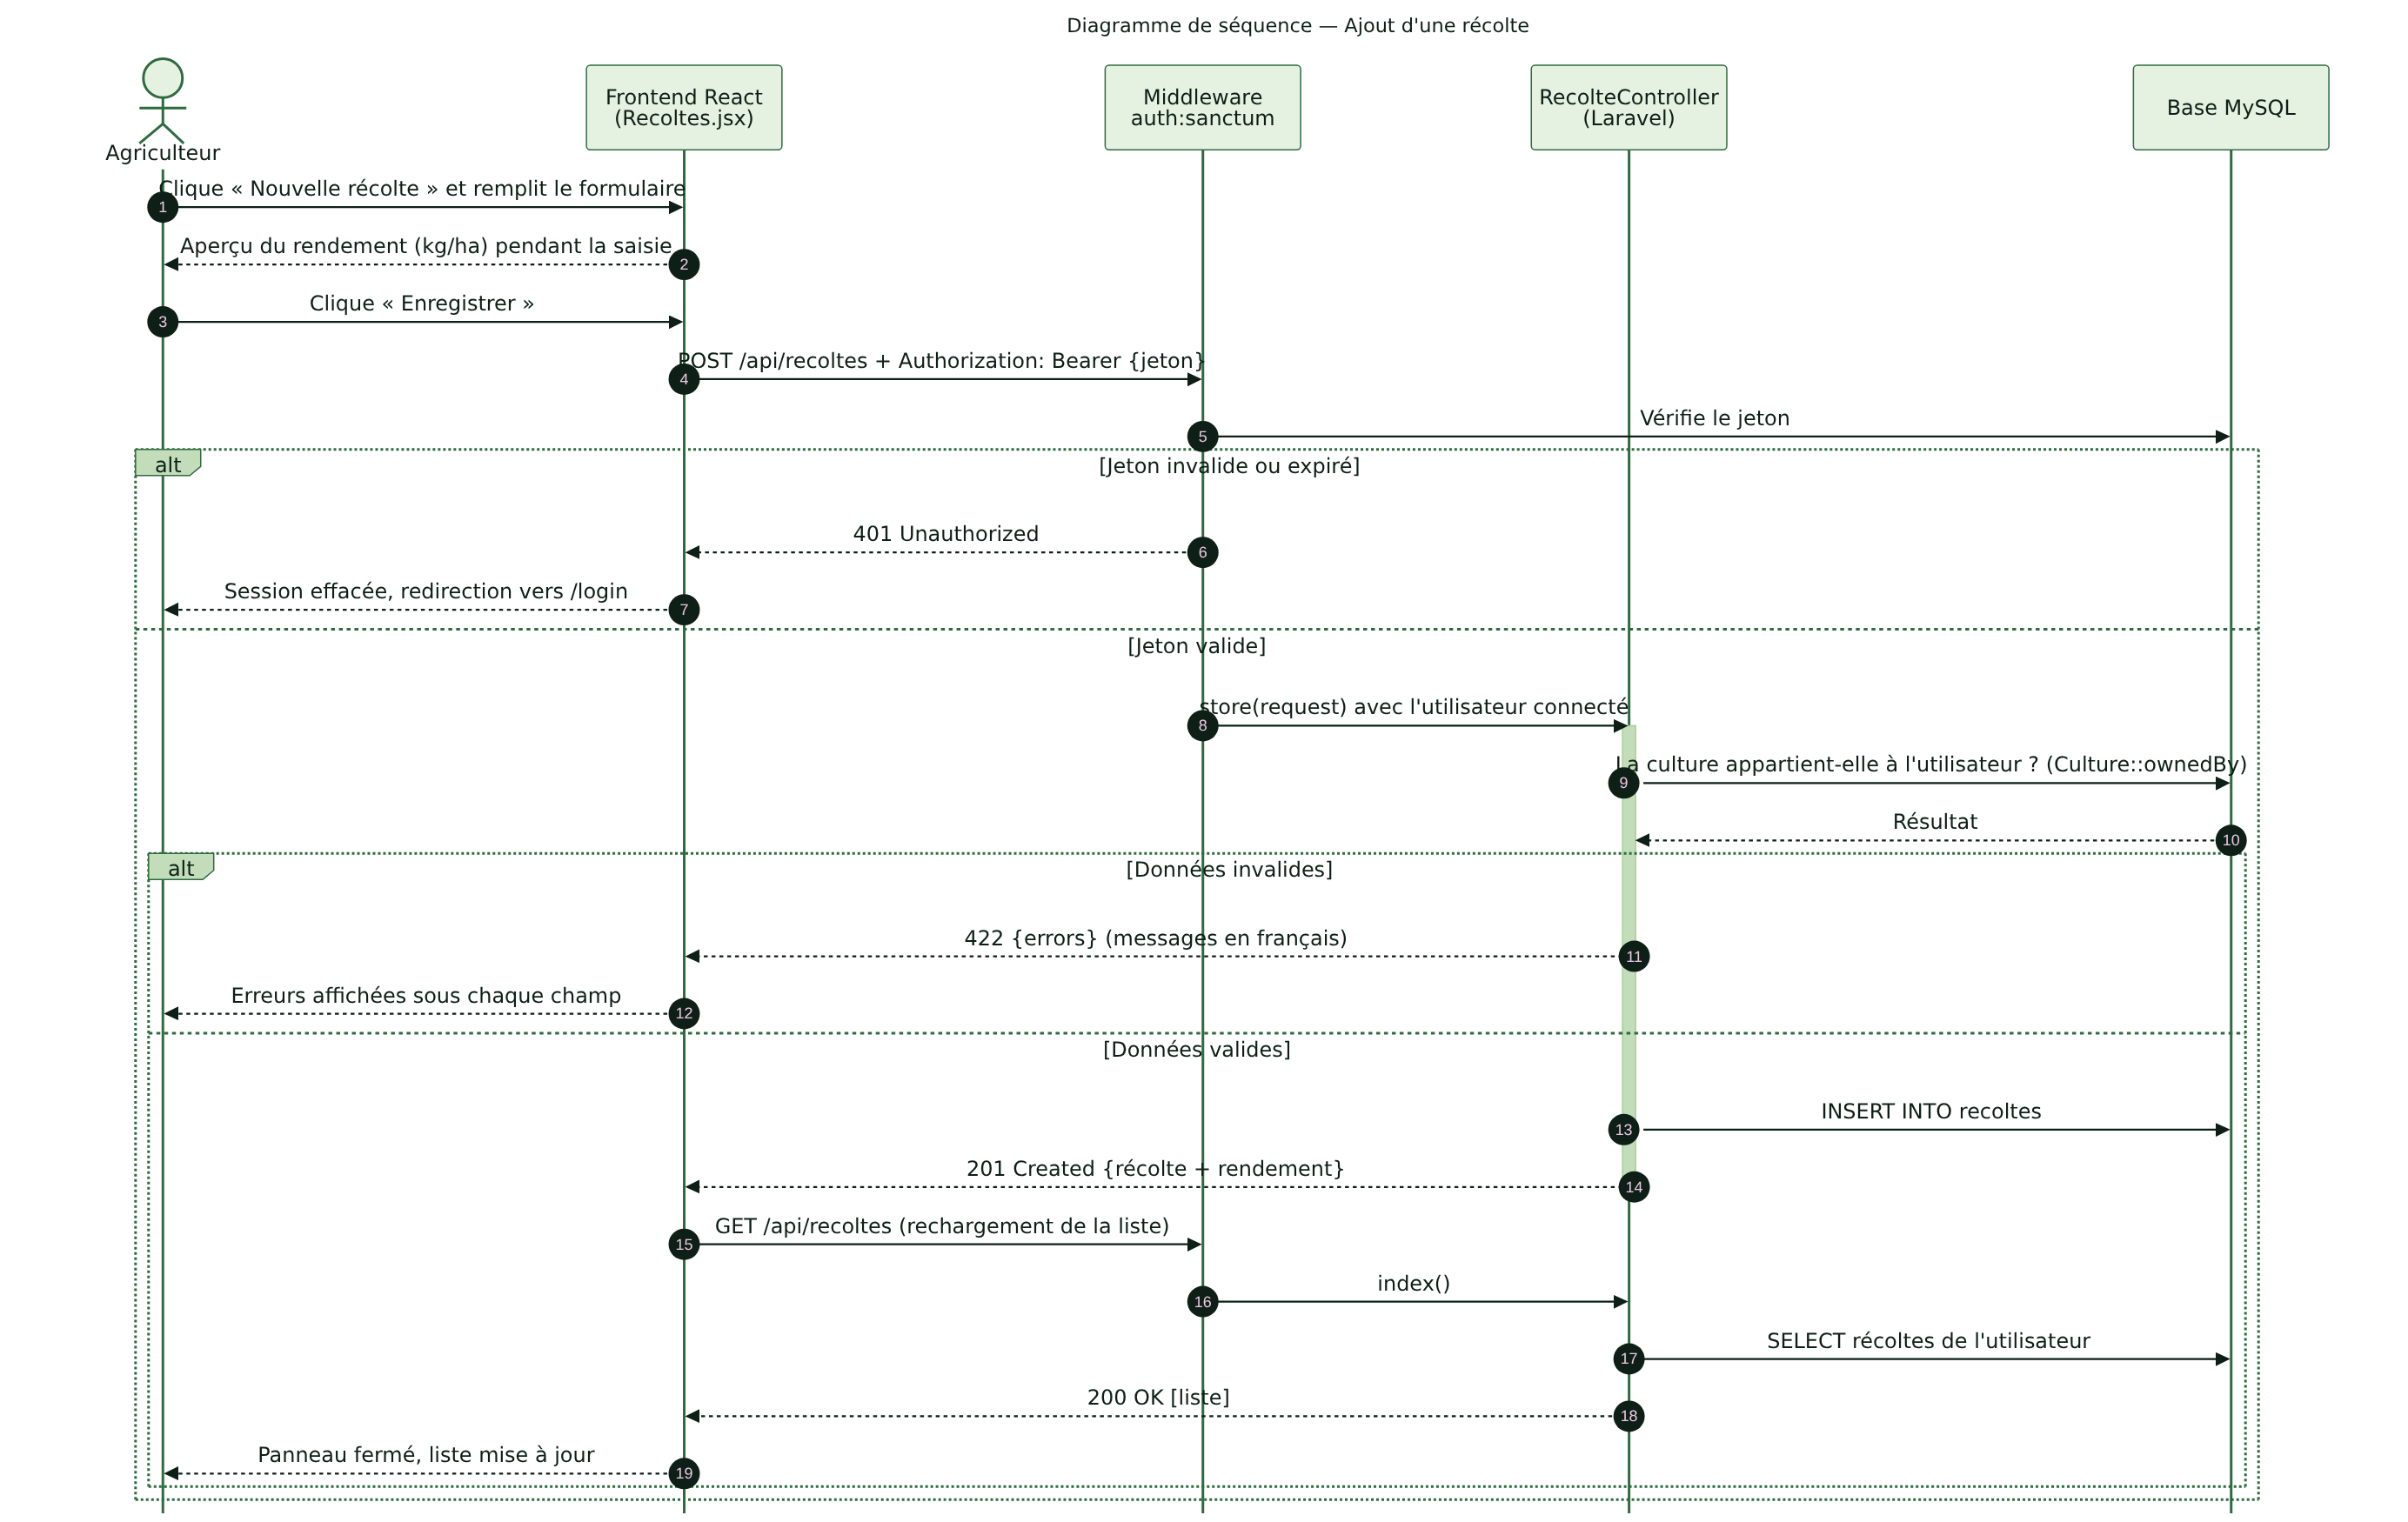 Diagramme de séquence — Ajout d'une récolte
Agriculteur
Frontend React
(Recoltes.jsx)
Middleware
auth:sanctum
RecolteController
(Laravel)
Base MySQL
Clique « Nouvelle récolte » et remplit le formulaire
1
Aperçu du rendement (kg/ha) pendant la saisie
2
Clique « Enregistrer »
3
POST /api/recoltes + Authorization: Bearer {jeton}
4
Vérifie le jeton
5
alt
[Jeton invalide ou expiré]
401 Unauthorized
6
Session effacée, redirection vers /login
7
[Jeton valide]
store(request) avec l'utilisateur connecté
8
La culture appartient-elle à l'utilisateur ? (Culture::ownedBy)
9
Résultat
10
alt
[Données invalides]
422 {errors} (messages en français)
11
Erreurs affichées sous chaque champ
12
[Données valides]
INSERT INTO recoltes
13
201 Created {récolte + rendement}
14
GET /api/recoltes (rechargement de la liste)
15
index()
16
SELECT récoltes de l'utilisateur
17
200 OK [liste]
18
Panneau fermé, liste mise à jour
19